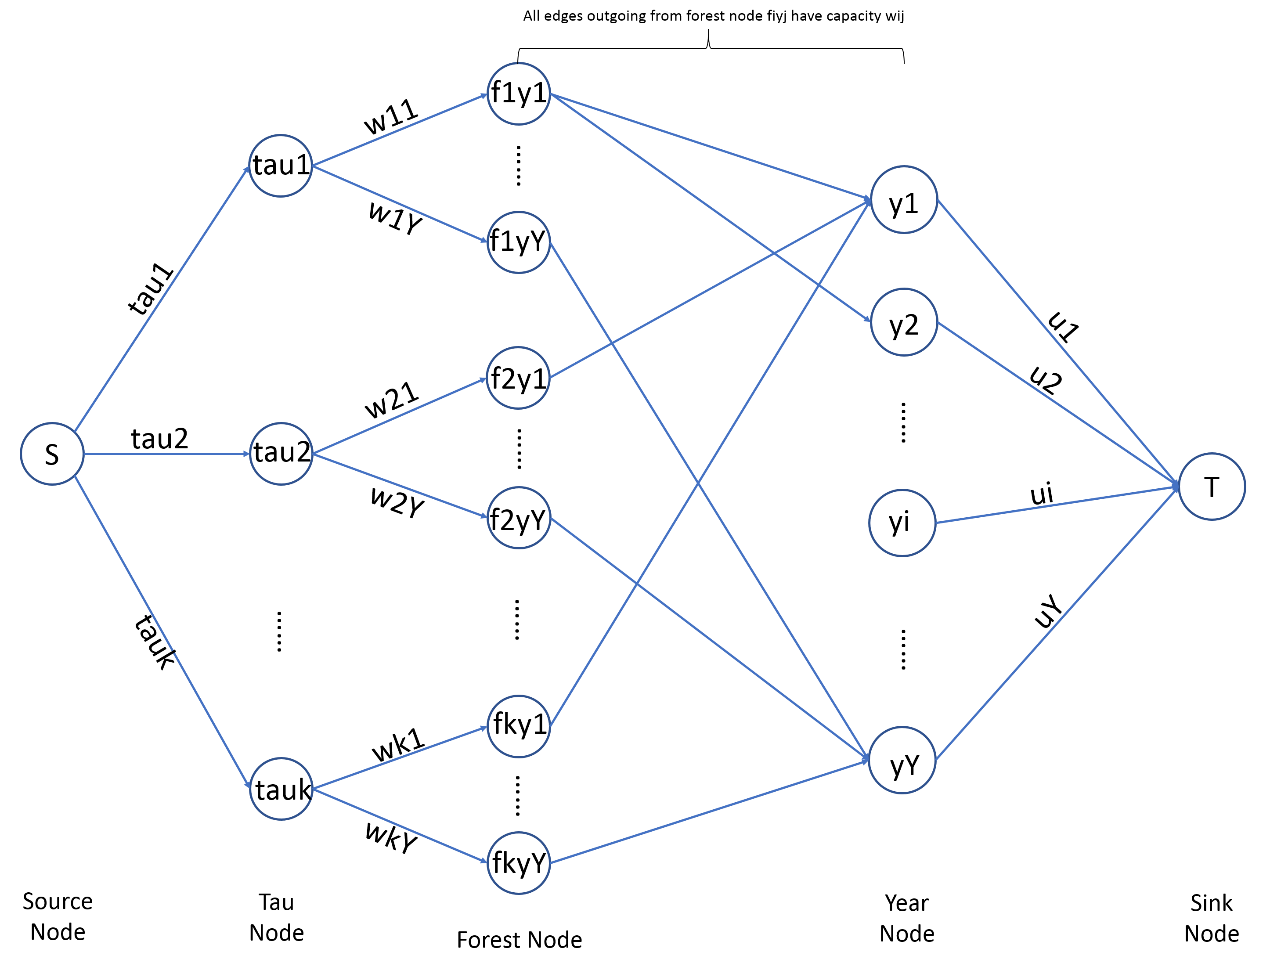 All edges outgoing from forest node fiyj have capacity wij
f1y1
w11
tau1
y1
w1Y
f1yY
tau1
y2
u1
f2y1
u2
w21
tau2
S
tau2
T
ui
w2Y
f2yY
yi
uY
tauk
fky1
wk1
yY
tauk
wkY
fkyY
Source
Node
Tau
Node
Forest Node
Year
Node
Sink
Node